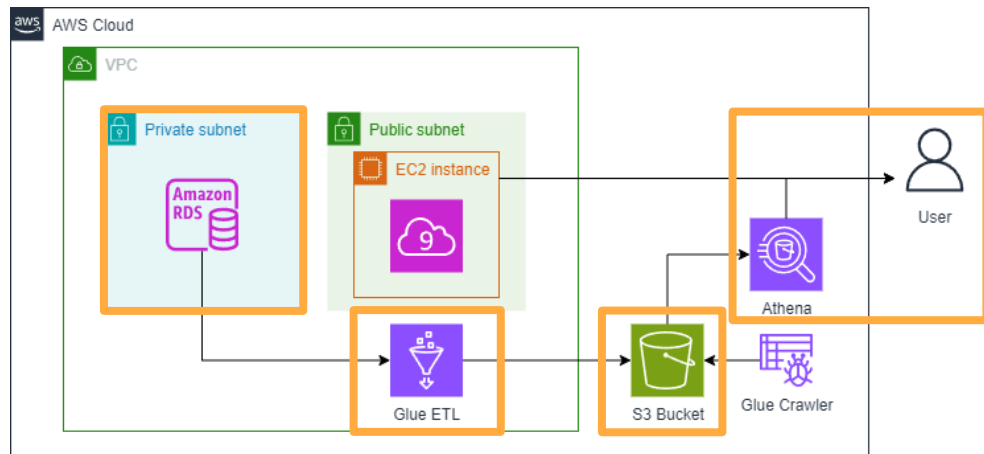 aws
AWS Cloud
VPC
Private subnet
Public subnet
EC2 instance
Amazon
RDS
9
User
Athena
Glue ETL
S3 Bucket
Glue Crawler